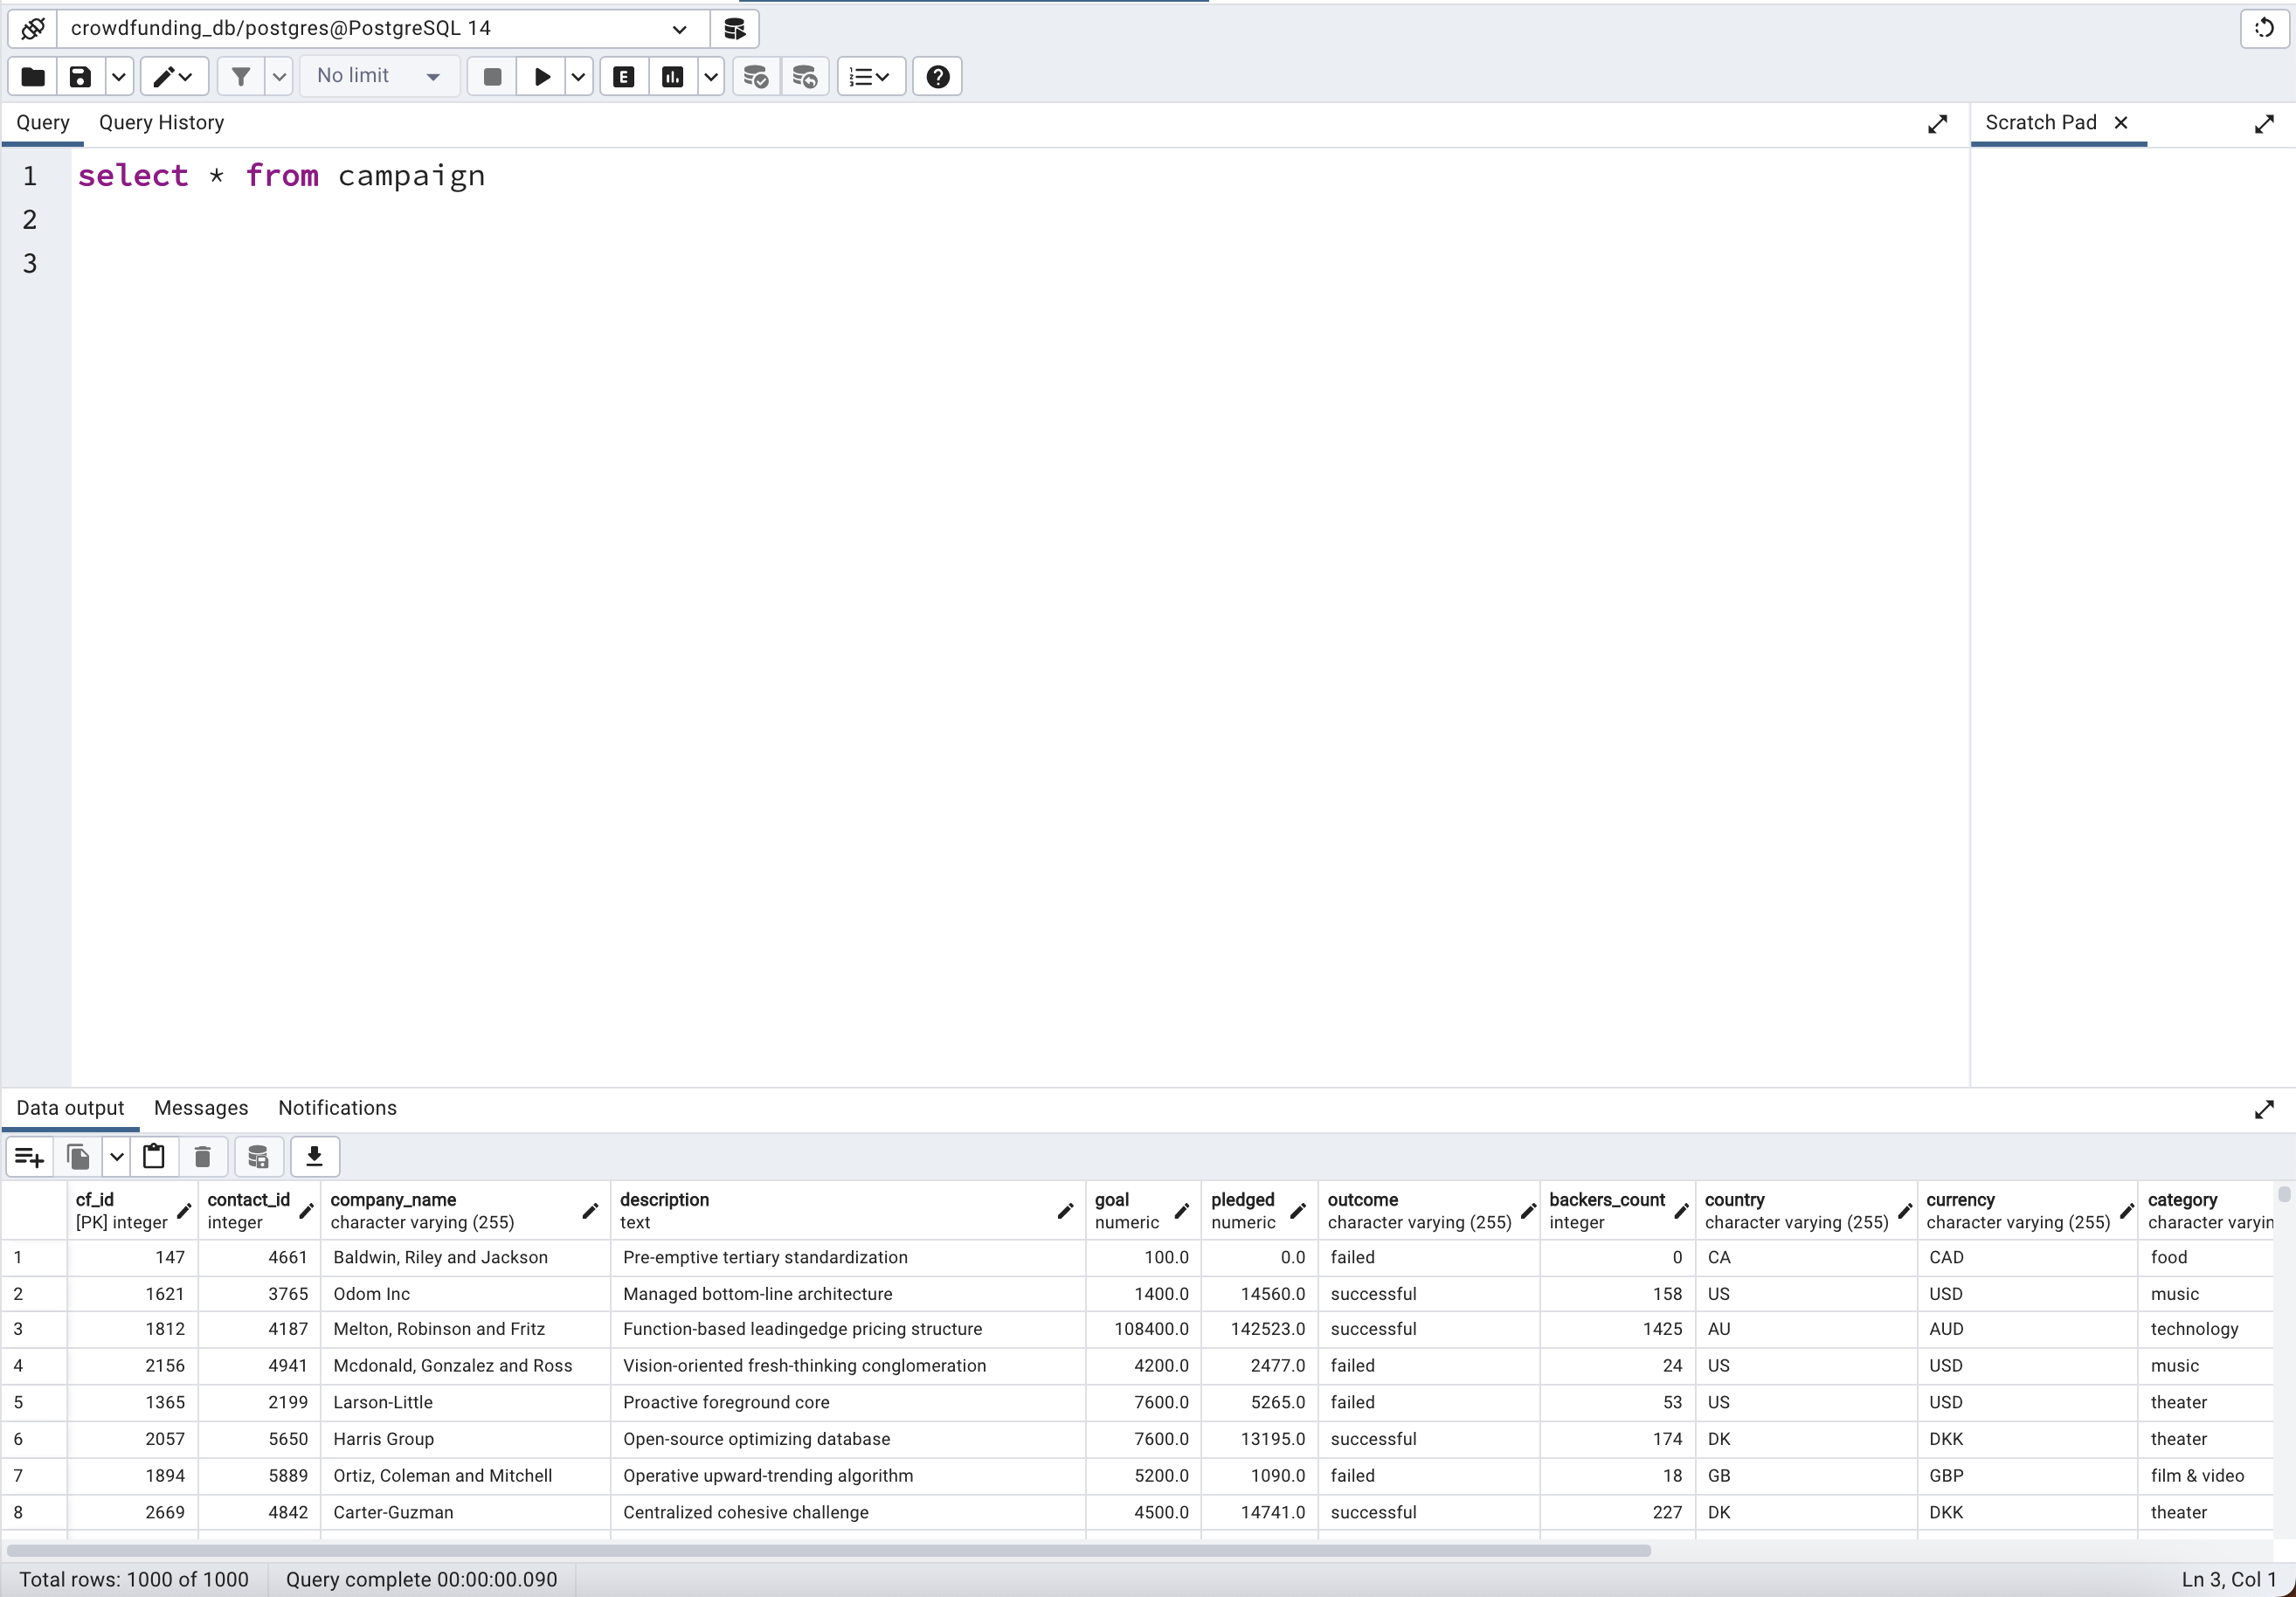 crowdfunding_db/postgres@PostgreSQL 14
No limit
E
Query Query History Scratch Pad
1 select * from campaign
2
3
Data output Messages Notifications
cf_id contact_id company_name description goal pledged outcome backers_count country currency category
[PK] integer integer character varying (255) text numeric numeric character varying (255) integer character varying (255) character varying (255) character varyin
1 147 4661 Baldwin, Riley and Jackson Pre-emptive tertiary standardization 100.0 0.0 failed 0 CA CAD food
2 1621 3765 Odom Inc Managed bottom-line architecture 1400.0 14560.0 successful 158 US USD music
3 1812 4187 Melton, Robinson and Fritz Function-based leadingedge pricing structure 108400.0 142523.0 successful 1425 AU AUD technology
4 2156 4941 Mcdonald, Gonzalez and Ross Vision-oriented fresh-thinking conglomeration 4200.0 2477.0 failed 24 US USD music
5 1365 2199 Larson-Little Proactive foreground core 7600.0 5265.0 failed 53 US USD theater
6 2057 5650 Harris Group Open-source optimizing database 7600.0 13195.0 successful 174 DK DKK theater
7 1894 5889 Ortiz, Coleman and Mitchell Operative upward-trending algorithm 5200.0 1090.0 failed 18 GB GBP film & video
8 2669 4842 Carter-Guzman Centralized cohesive challenge 4500.0 14741.0 successful 227 DK DKK theater
Total rows: 1000 of 1000 Query complete 00:00:00.090 Ln 3, Col 1